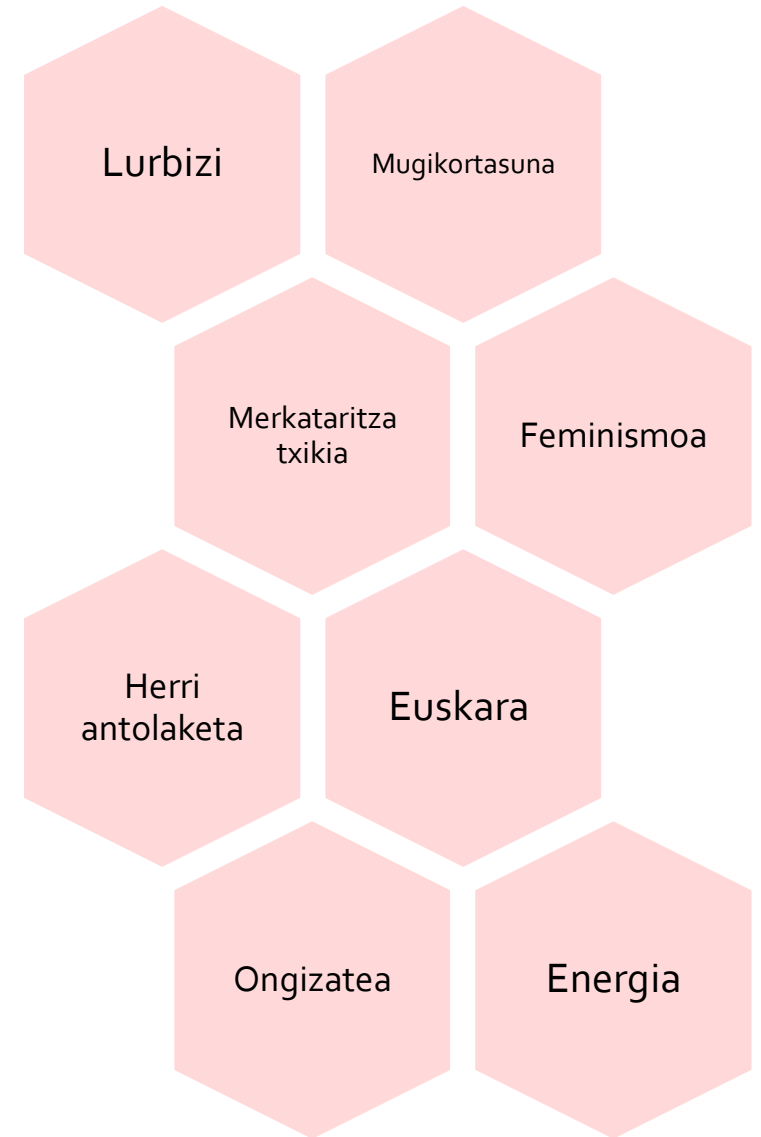 Lurbizi
Mugikortasuna
Merkataritza
txikia
Feminismoa
Herri
antolaketa
Euskara
Ongizatea
Energia